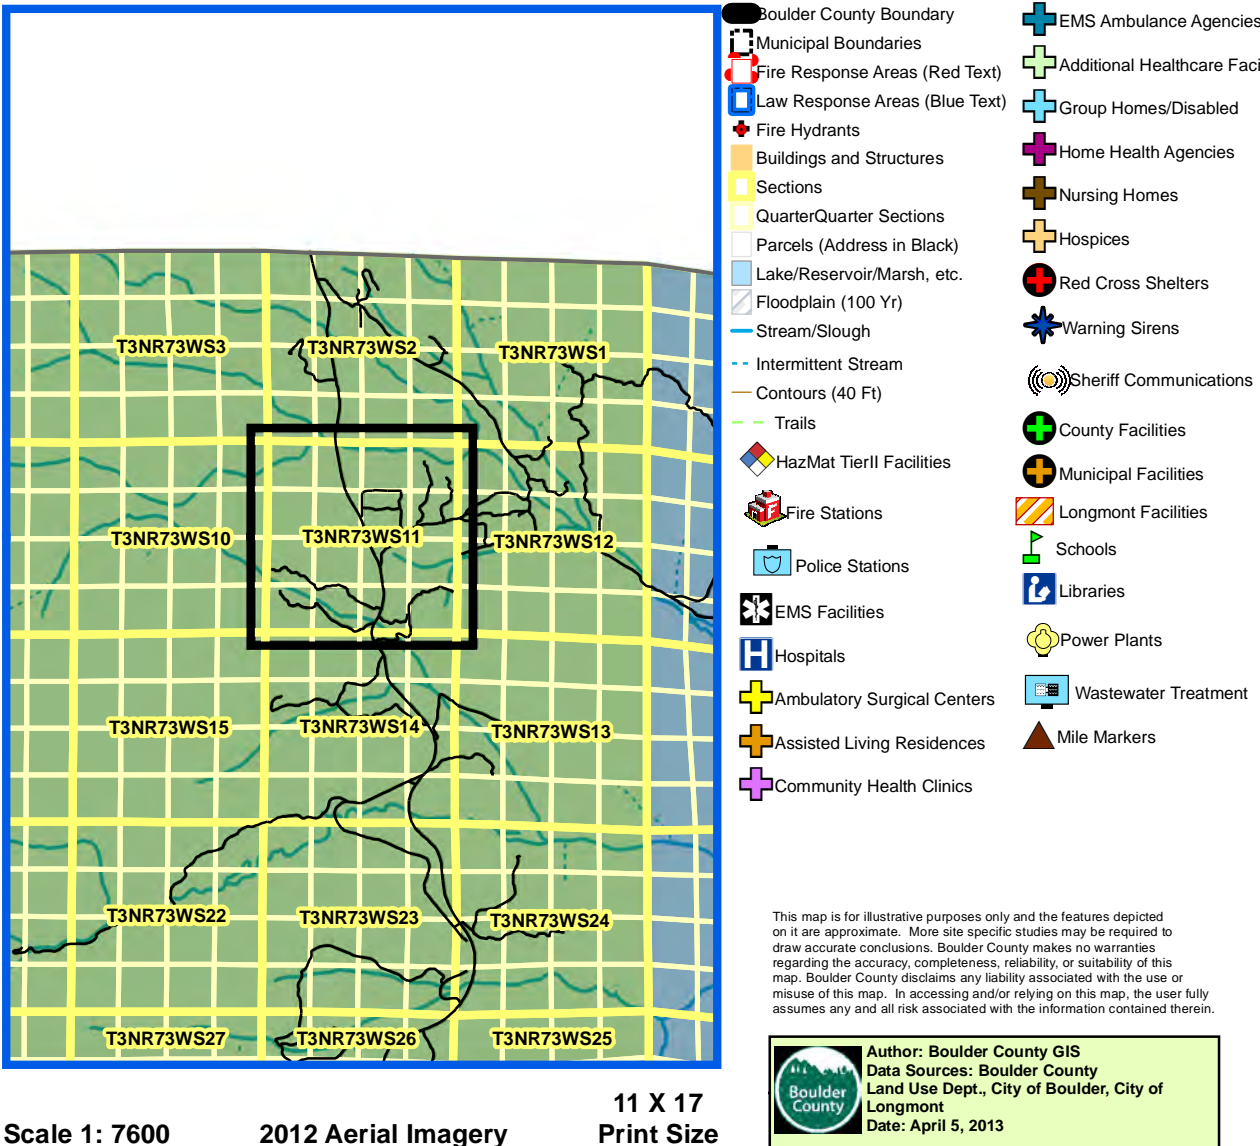 Boulder County Boundary
Municipal Boundaries
Fire Response Areas (Red Text)
Law Response Areas (Blue Text)
Fire Hydrants
Buildings and Structures
Sections
QuarterQuarter Sections
Parcels (Address in Black)
Lake/Reservoir/Marsh, etc.
Floodplain (100 Yr)
Stream/Slough
Intermittent Stream
Contours (40 Ft)
Trails
HazMat TierII Facilities
Fire Stations
Police Stations
EMS Facilities
Hospitals
Ambulatory Surgical Centers
Assisted Living Residences
Community Health Clinics
EMS Ambulance Agencies
Additional Healthcare Faci
Group Homes/Disabled
Home Health Agencies
Nursing Homes
Hospices
Red Cross Shelters
Warning Sirens
Sheriff Communications
County Facilities
Municipal Facilities
Longmont Facilities
Schools
Libraries
Power Plants
Wastewater Treatment
Mile Markers
T3NR73WS3
T3NR73WS2
T3NR73WS1
T3NR73WS10
T3NR73WS11
T3NR73WS12
T3NR73WS15
T3NR73WS14
T3NR73WS13
T3NR73WS22
T3NR73WS23
T3NR73WS24
T3NR73WS27
T3NR73WS26
T3NR73WS25
This map is for illustrative purposes only and the features depicted
on it are approximate. More site specific studies may be required to
draw accurate conclusions. Boulder County makes no warranties
regarding the accuracy, completeness, reliability, or suitability of this
map. Boulder County disclaims any liability associated with the use or
misuse of this map. In accessing and/or relying on this map, the user fully
assumes any and all risk associated with the information contained therein.
Boulder
County
Author: Boulder County GIS
Data Sources: Boulder County
Land Use Dept., City of Boulder, City of
Longmont
Date: April 5, 2013
Scale 1: 7600
2012 Aerial Imagery
11 X 17
Print Size